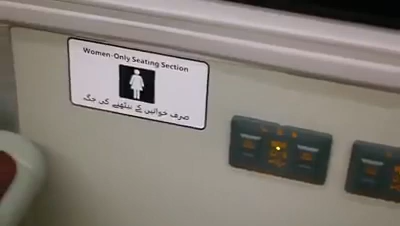 Women-Only Seating Section
صرف خواتین کے بیٹھنے کی جگہ